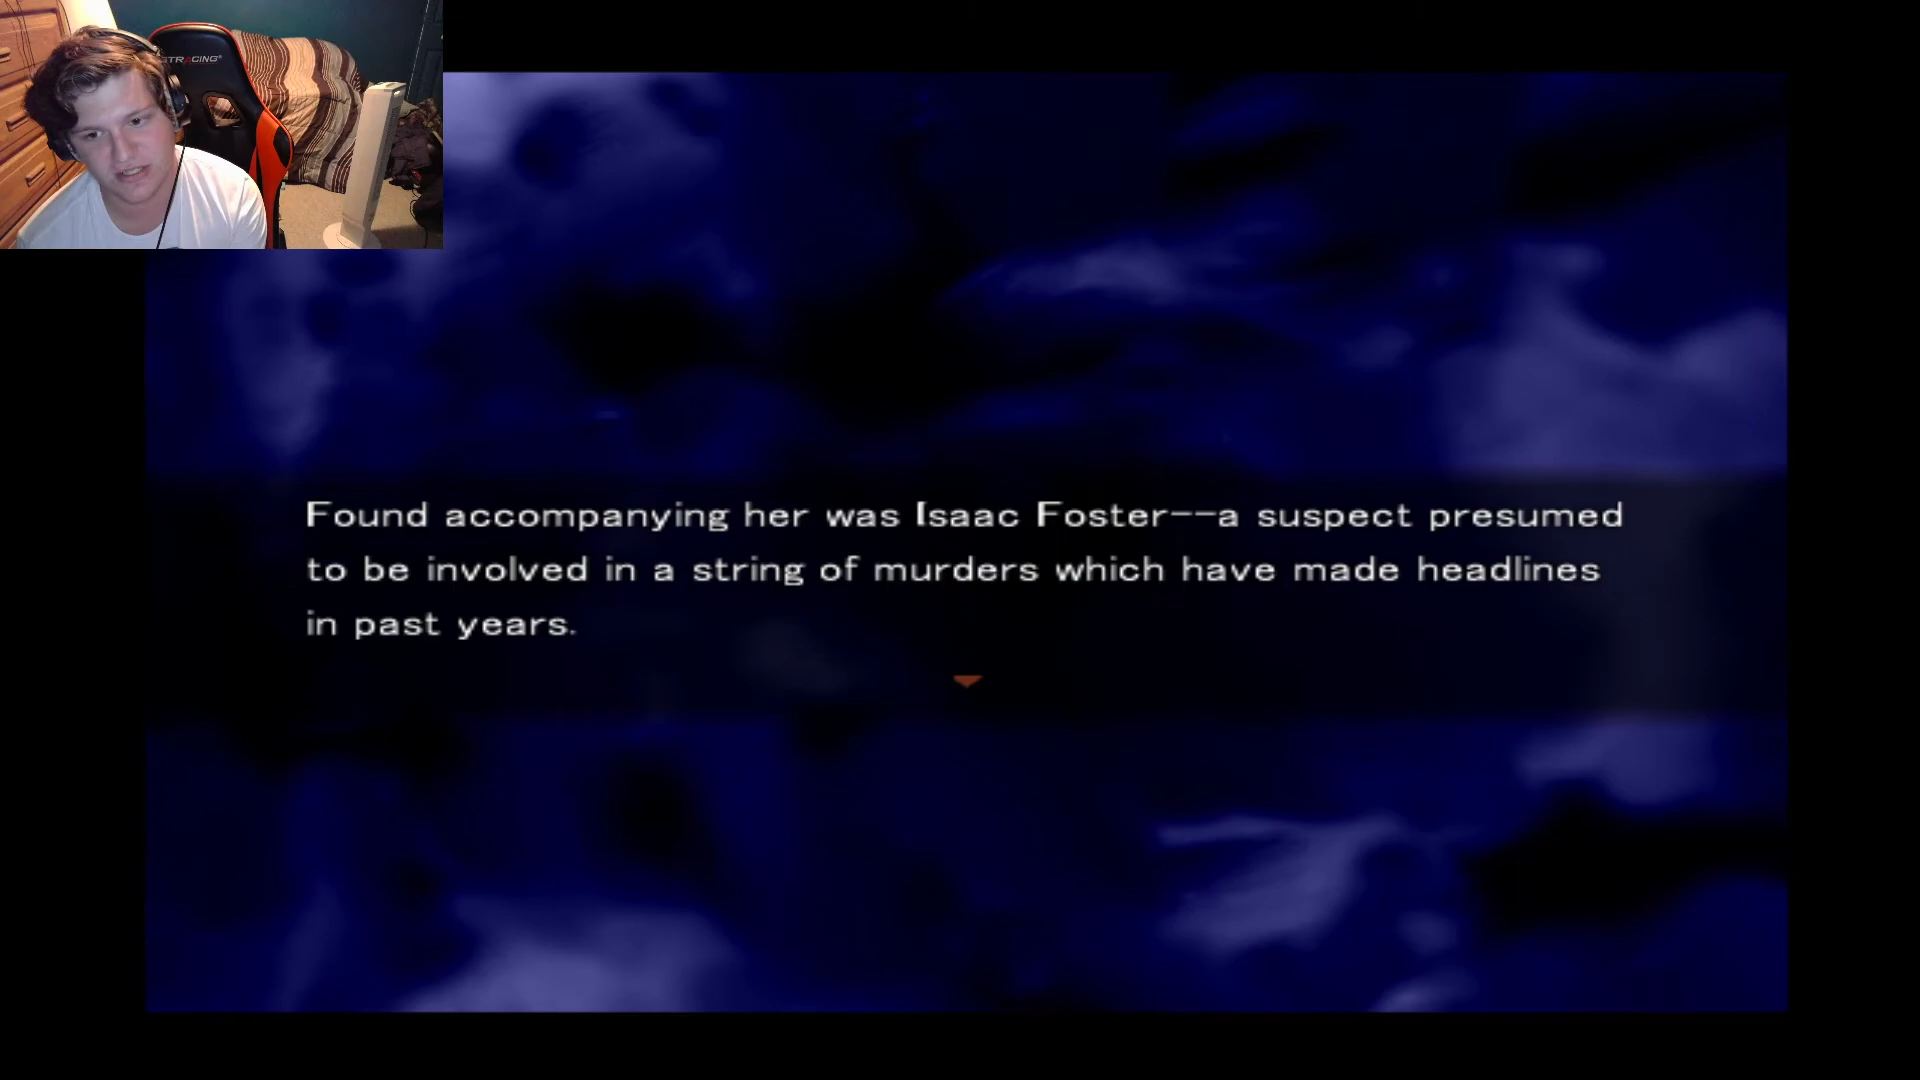 GTRACING
Found accompanying her was Isaac Foster--a suspect presumed
to be involved in a string of murders which have made headlines
in past years.